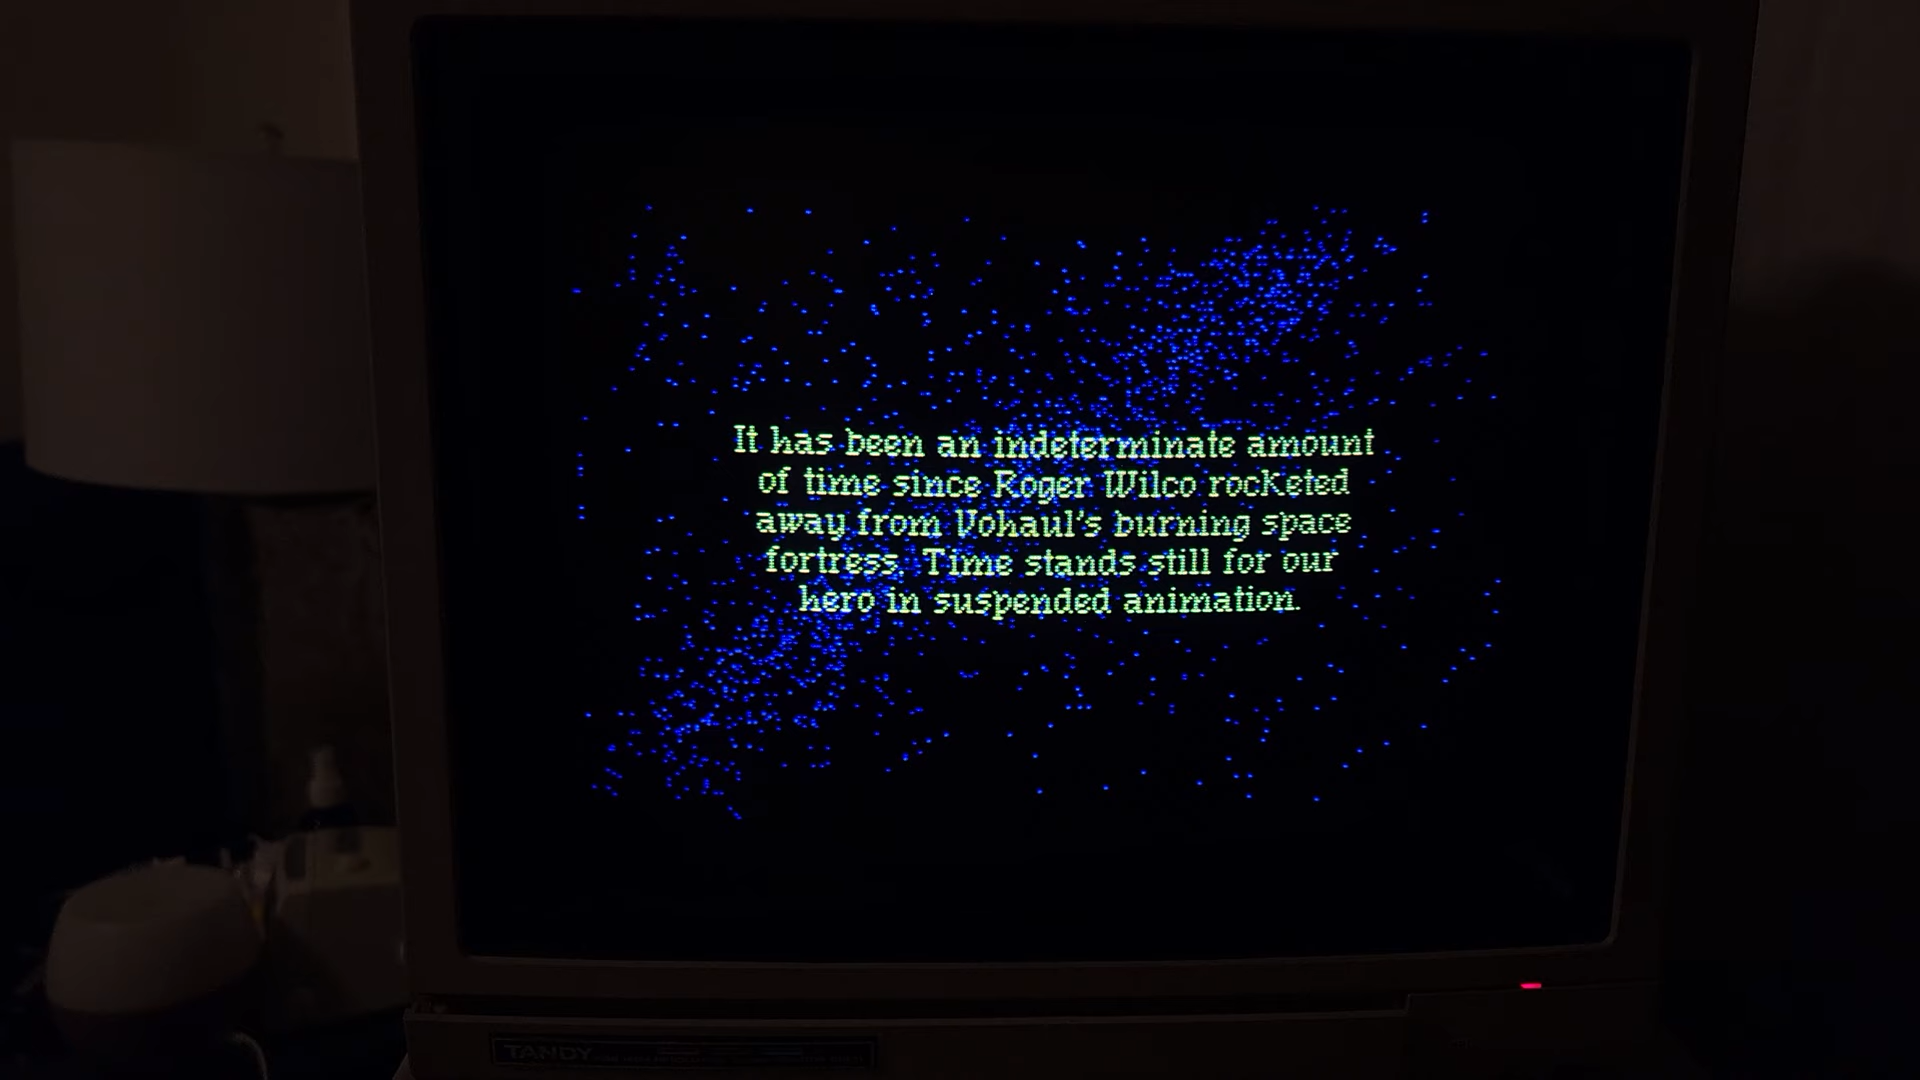 It has been an indeterminate amount
of time since Roger Wilco rocketed
away from Vohaul's burning space
fortress. Time stands still for our
hero in suspended animation.
TANDY